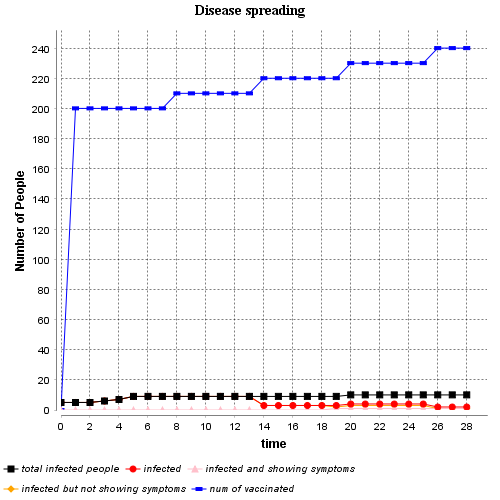 Disease spreading
Number of People
240
220
200
180
160
140
120
100
80
60
40
20
0
0 2 4 6 8 10 12 14 16 18 20 22 24 26 28
time
total infected people infected infected and showing symptoms
infected but not showing symptoms num of vaccinated